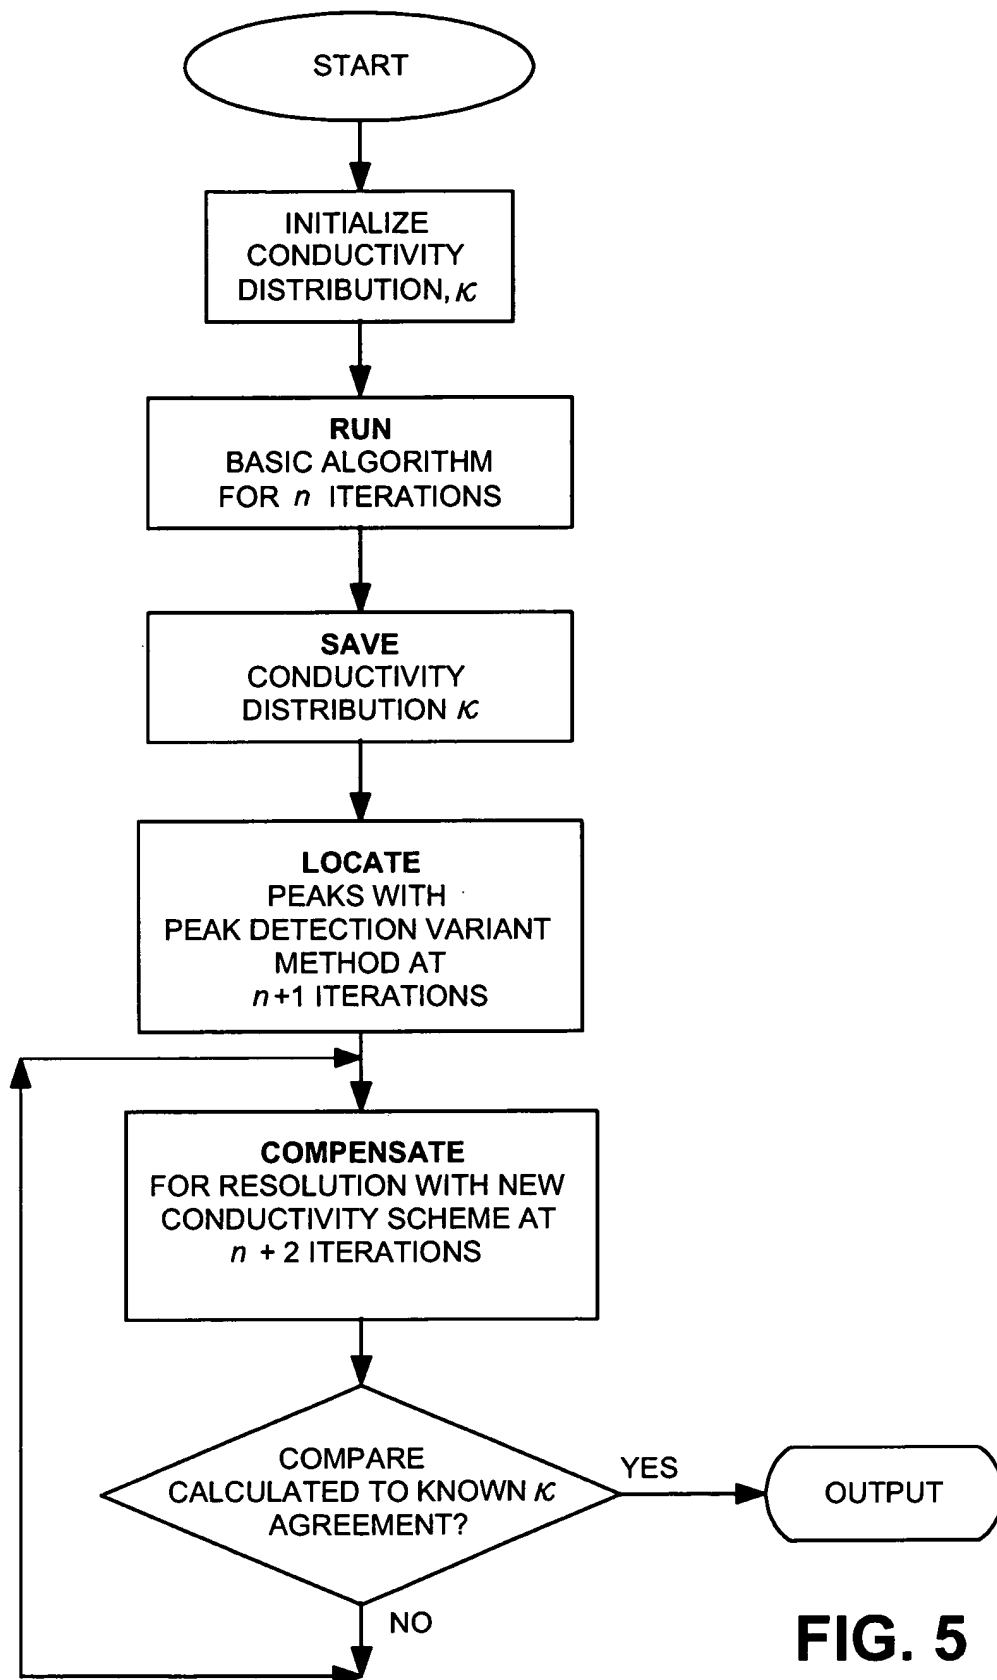 START
INITIALIZE
CONDUCTIVITY
DISTRIBUTION, κ
RUN
BASIC ALGORITHM
FOR n ITERATIONS
SAVE
CONDUCTIVITY
DISTRIBUTION κ
LOCATE
PEAKS WITH
PEAK DETECTION VARIANT
METHOD AT
n+1 ITERATIONS
COMPENSATE
FOR RESOLUTION WITH NEW
CONDUCTIVITY SCHEME AT
n + 2 ITERATIONS
COMPARE
CALCULATED TO KNOWN κ
AGREEMENT?
YES
OUTPUT
NO
FIG. 5